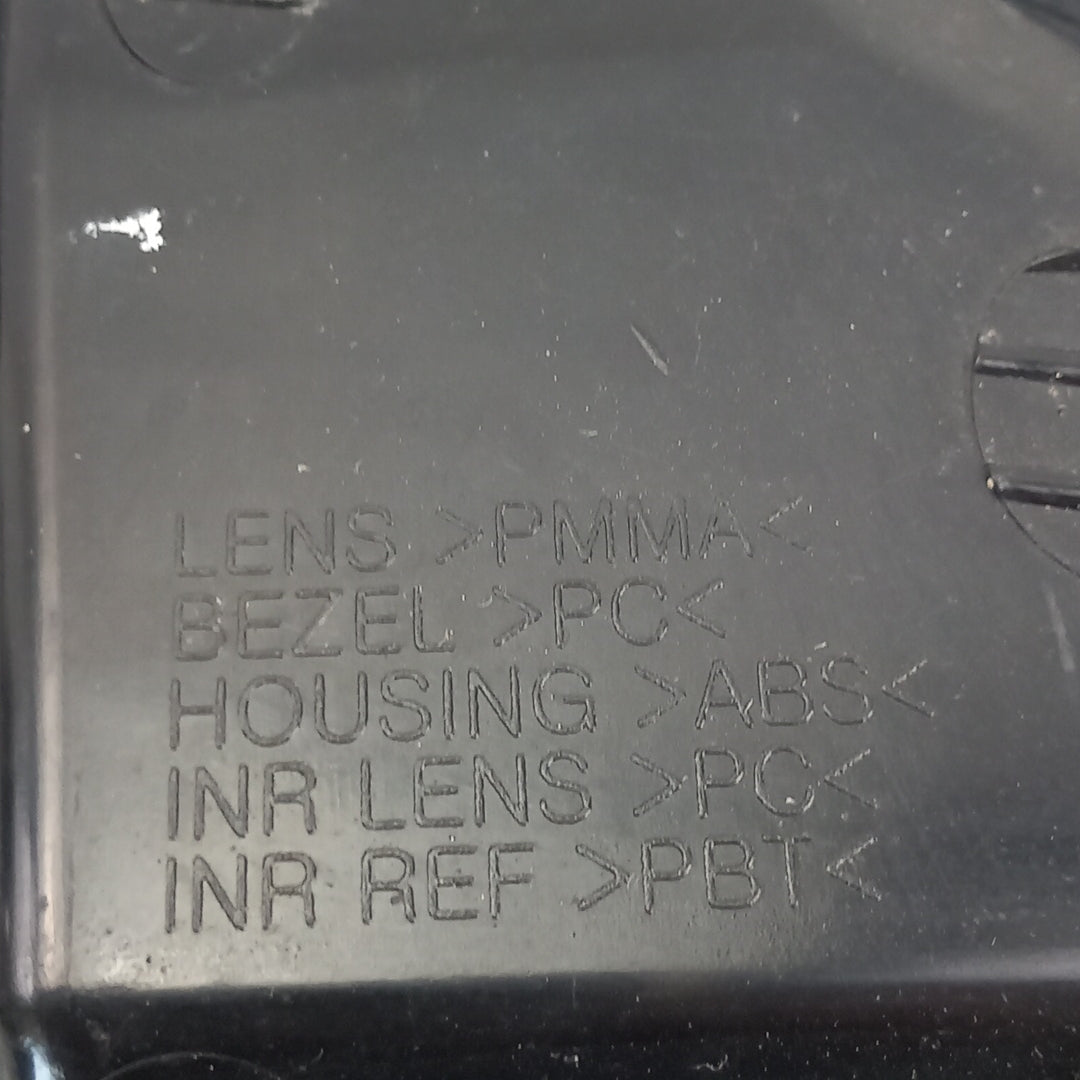 LENS >PMMA<
BEZEL >PC<
HOUSING >ABS<
INR LENS >PC<
INR REF >PBT<